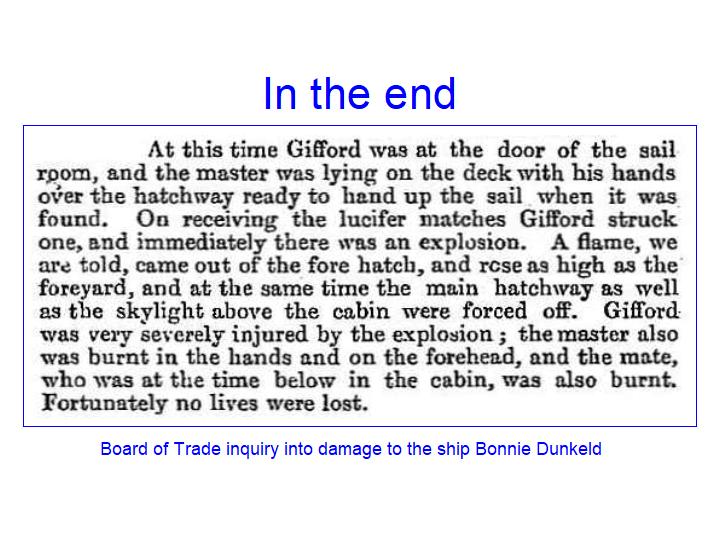 In the end
At this time Gifford was at the door of the sail
room, and the master was lying on the deck with his hands
over the hatchway ready to hand up the sail when it was
found. On receiving the lucifer matches Gifford struck
one, and immediately there was an explosion. A flame, we
are told, came out of the fore hatch, and rose as high as the
foreyard, and at the same time the main hatchway as well
as the skylight above the cabin were forced off. Gifford
was very severely injured by the explosion; the master also
was burnt in the hands and on the forehead, and the mate,
who was at the time below in the cabin, was also burnt.
Fortunately no lives were lost.
Board of Trade inquiry into damage to the ship Bonnie Dunkeld